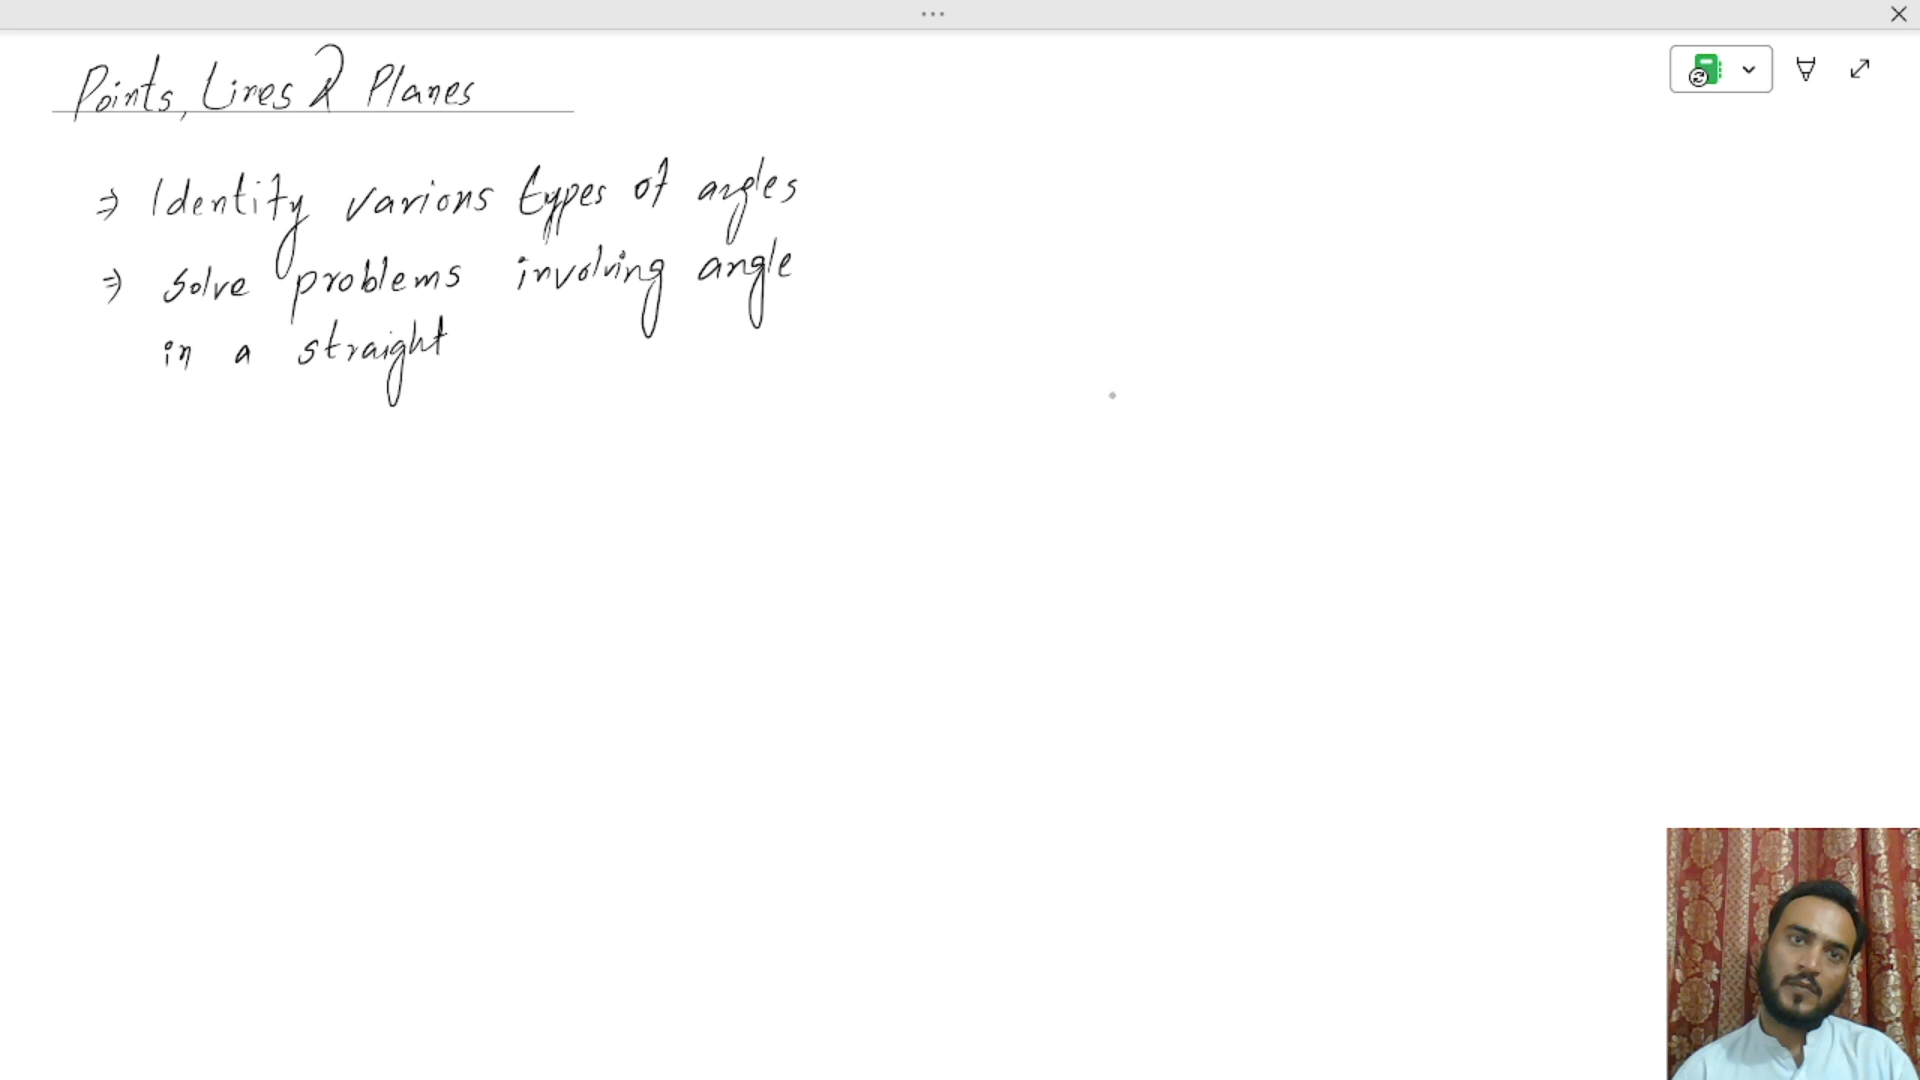 Points, Lines & Planes
⇒ Identify various types of angles
⇒ Solve problems involving angle
in a straight